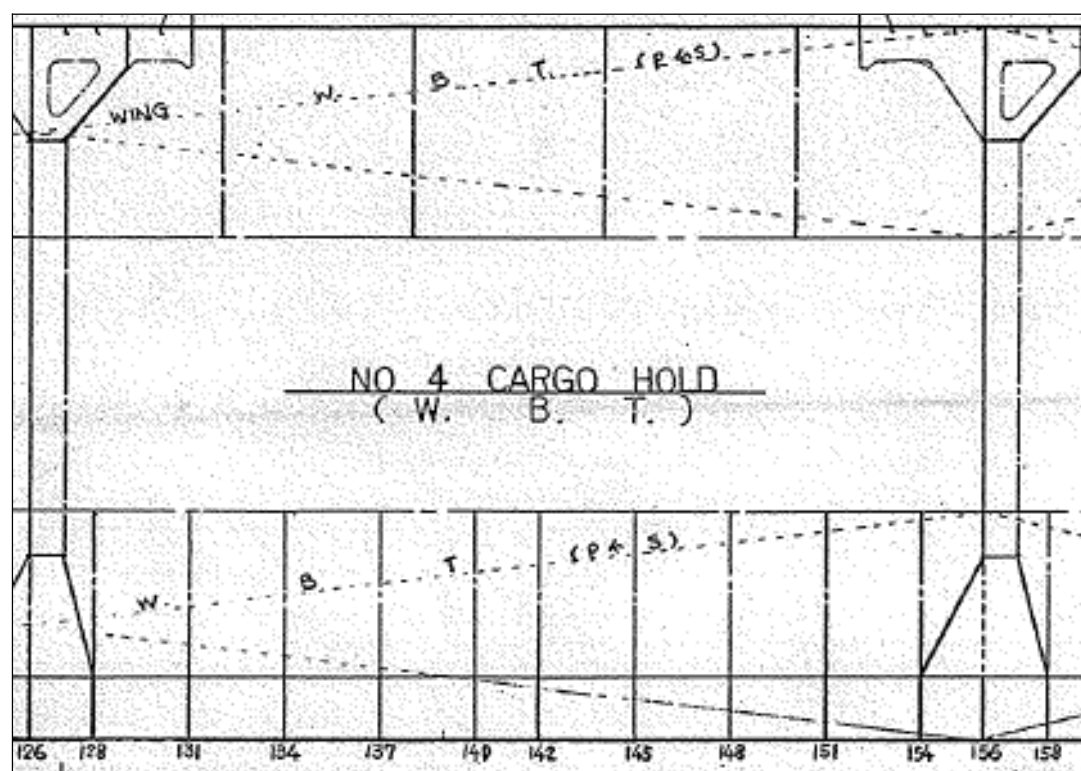 WING W. B. T. (P&S)
NO 4 CARGO HOLD
( W. B. T. )
W B T (P & S)
126 128 131 134 137 140 142 145 148 151 154 156 158